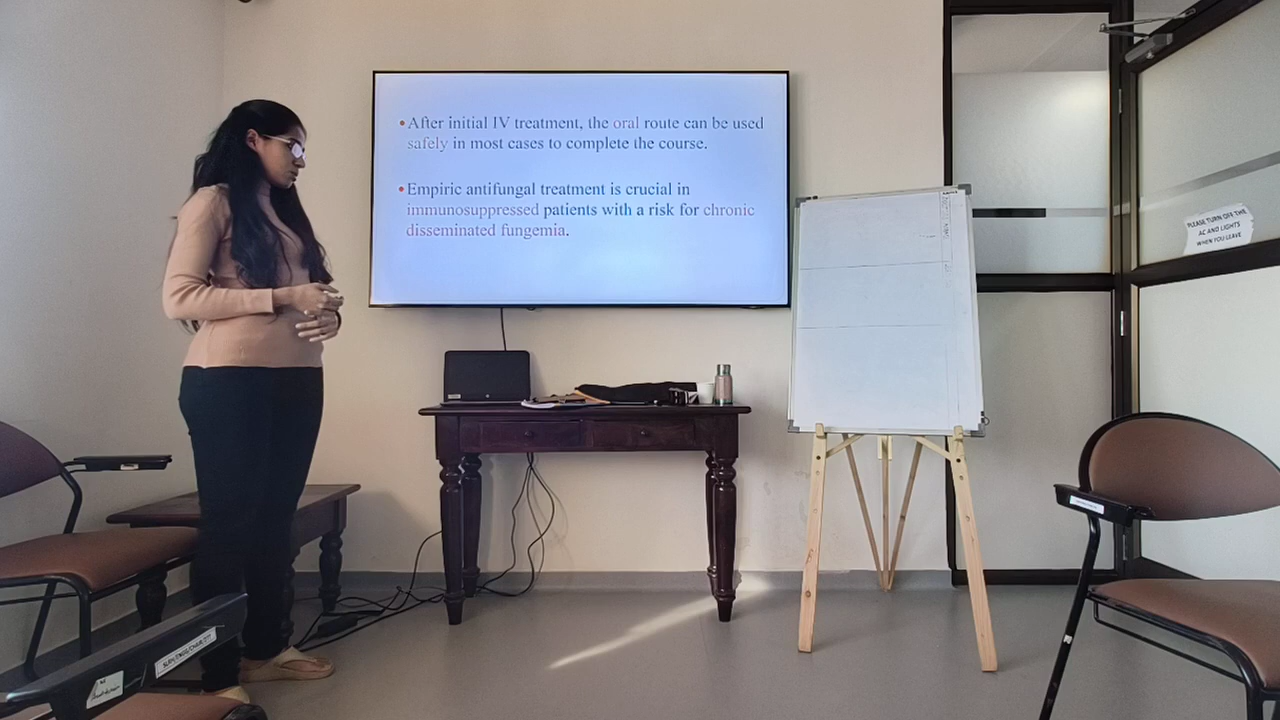 •After initial IV treatment, the oral route can be used
safely in most cases to complete the course.
•Empiric antifungal treatment is crucial in
immunosuppressed patients with a risk for chronic
disseminated fungemia.
PLEASE TURN OFF THE
AC AND LIGHTS
WHEN YOU LEAVE